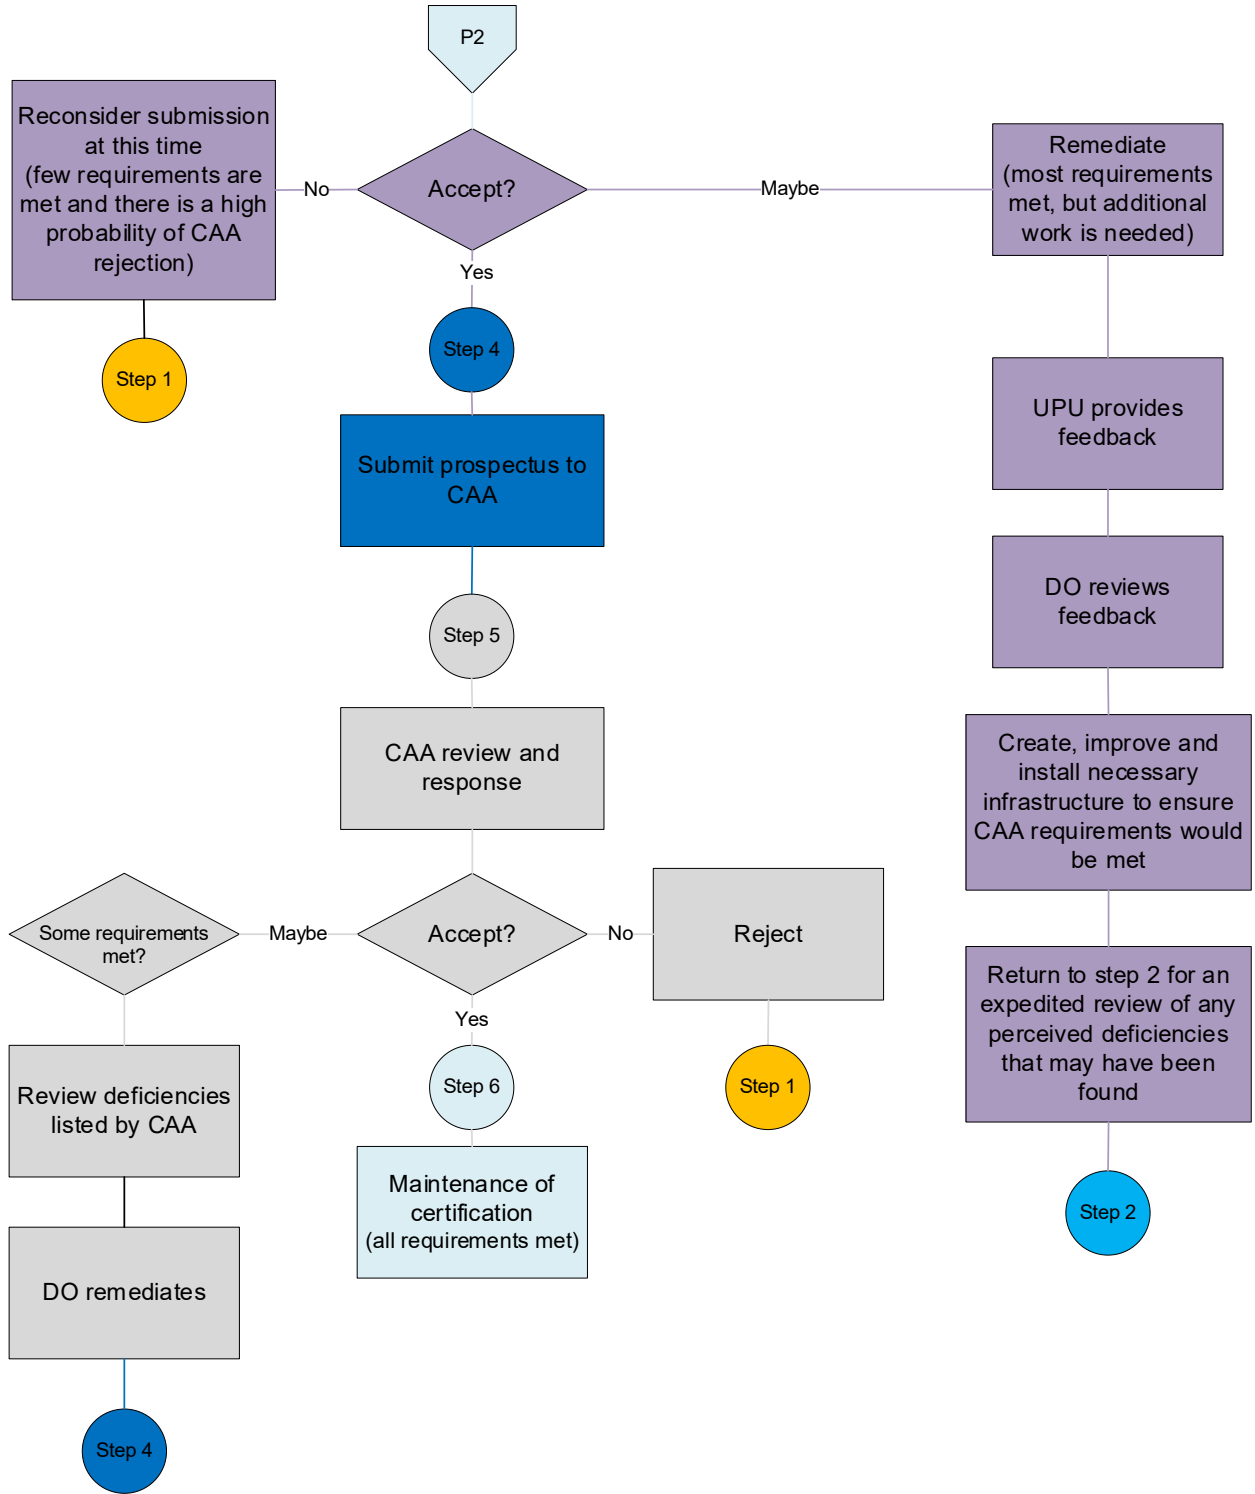 P2
Reconsider submission
at this time
(few requirements are
met and there is a high
probability of CAA
rejection)
No
Accept?
Maybe
Remediate
(most requirements
met, but additional
work is needed)
Yes
Step 1
Step 4
UPU provides
feedback
Submit prospectus to
CAA
DO reviews
feedback
Step 5
CAA review and
response
Create, improve and
install necessary
infrastructure to ensure
CAA requirements would
be met
Some requirements
met?
Maybe
Accept?
No
Reject
Return to step 2 for an
expedited review of any
perceived deficiencies
that may have been
found
Yes
Step 6
Step 1
Review deficiencies
listed by CAA
Maintenance of
certification
(all requirements met)
Step 2
DO remediates
Step 4